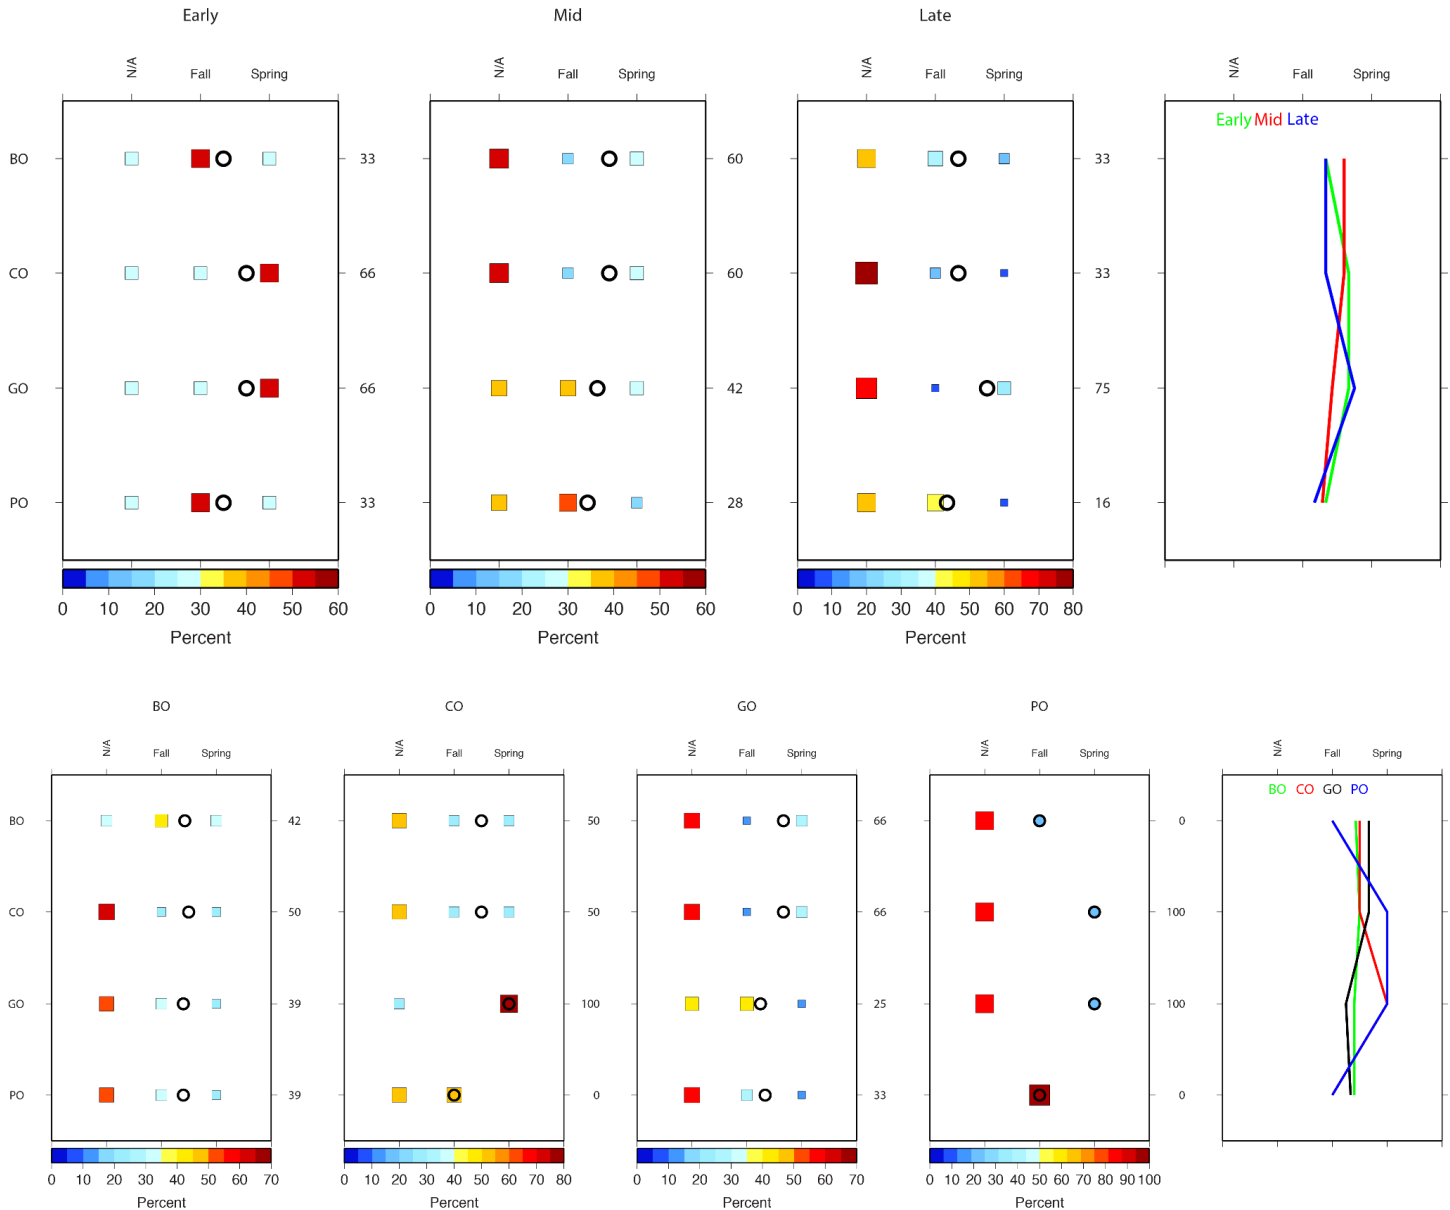 Early Mid Late
N/A Fall Spring N/A Fall Spring N/A Fall Spring N/A Fall Spring
Early Mid Late
BO 33 60 33
CO 66 60 33
GO 66 42 75
PO 33 28 16
0 10 20 30 40 50 60 0 10 20 30 40 50 60 0 10 20 30 40 50 60 70 80
Percent Percent Percent
BO CO GO PO
N/A Fall Spring N/A Fall Spring N/A Fall Spring N/A Fall Spring N/A Fall Spring
BO CO GO PO
BO 42 50 66 0
CO 50 50 66 100
GO 39 100 25 100
PO 39 0 33 0
0 10 20 30 40 50 60 70 0 10 20 30 40 50 60 70 80 0 10 20 30 40 50 60 70 0 10 20 30 40 50 60 70 80 90 100
Percent Percent Percent Percent